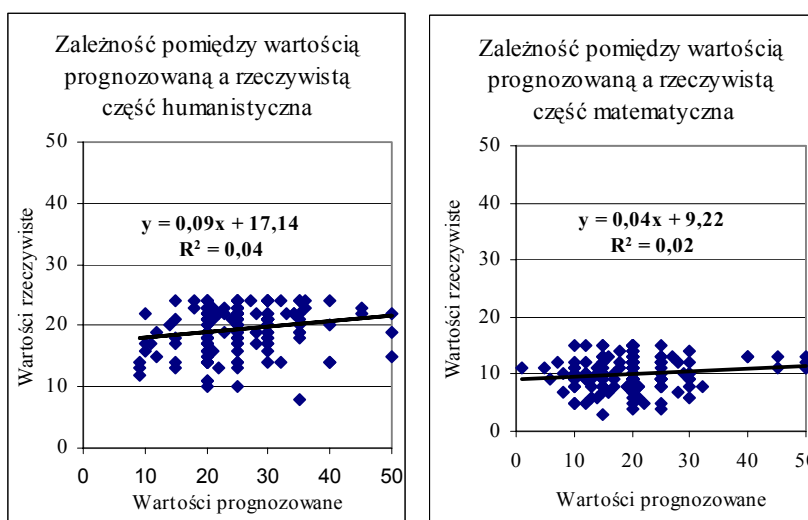 Zależność pomiędzy wartością
prognozowaną a rzeczywistą
część humanistyczna
50
40
30
20
10
0
Wartości rzeczywiste
y = 0,09x + 17,14
R² = 0,04
0 10 20 30 40 50
Wartości prognozowane
Zależność pomiędzy wartością
prognozowaną a rzeczywistą
część matematyczna
50
40
30
20
10
0
Wartości rzeczywiste
y = 0,04x + 9,22
R² = 0,02
0 10 20 30 40 50
Wartości prognozowane